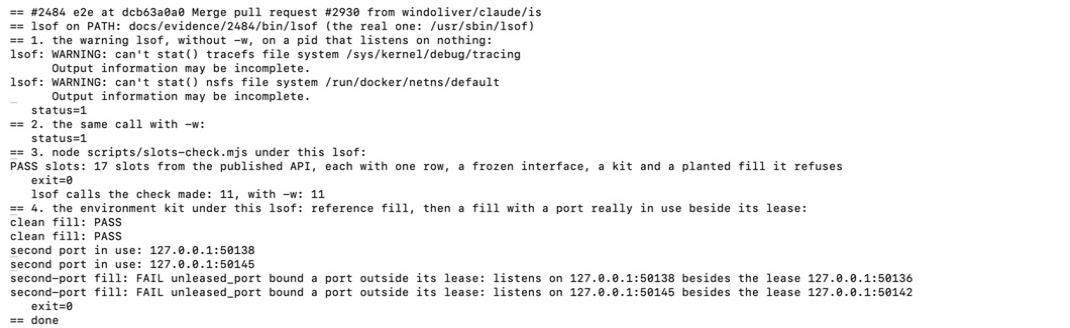 == #2484 e2e at dcb63a0a0 Merge pull request #2930 from windoliver/claude/is
== lsof on PATH: docs/evidence/2484/bin/lsof (the real one: /usr/sbin/lsof)
== 1. the warning lsof, without -w, on a pid that listens on nothing:
lsof: WARNING: can't stat() tracefs file system /sys/kernel/debug/tracing
      Output information may be incomplete.
lsof: WARNING: can't stat() nsfs file system /run/docker/netns/default
      Output information may be incomplete.
   status=1
== 2. the same call with -w:
   status=1
== 3. node scripts/slots-check.mjs under this lsof:
PASS slots: 17 slots from the published API, each with one row, a frozen interface, a kit and a planted fill it refuses
   exit=0
   lsof calls the check made: 11, with -w: 11
== 4. the environment kit under this lsof: reference fill, then a fill with a port really in use beside its lease:
clean fill: PASS
clean fill: PASS
second port in use: 127.0.0.1:50138
second port in use: 127.0.0.1:50145
second-port fill: FAIL unleased_port bound a port outside its lease: listens on 127.0.0.1:50138 besides the lease 127.0.0.1:50136
second-port fill: FAIL unleased_port bound a port outside its lease: listens on 127.0.0.1:50145 besides the lease 127.0.0.1:50142
   exit=0
== done